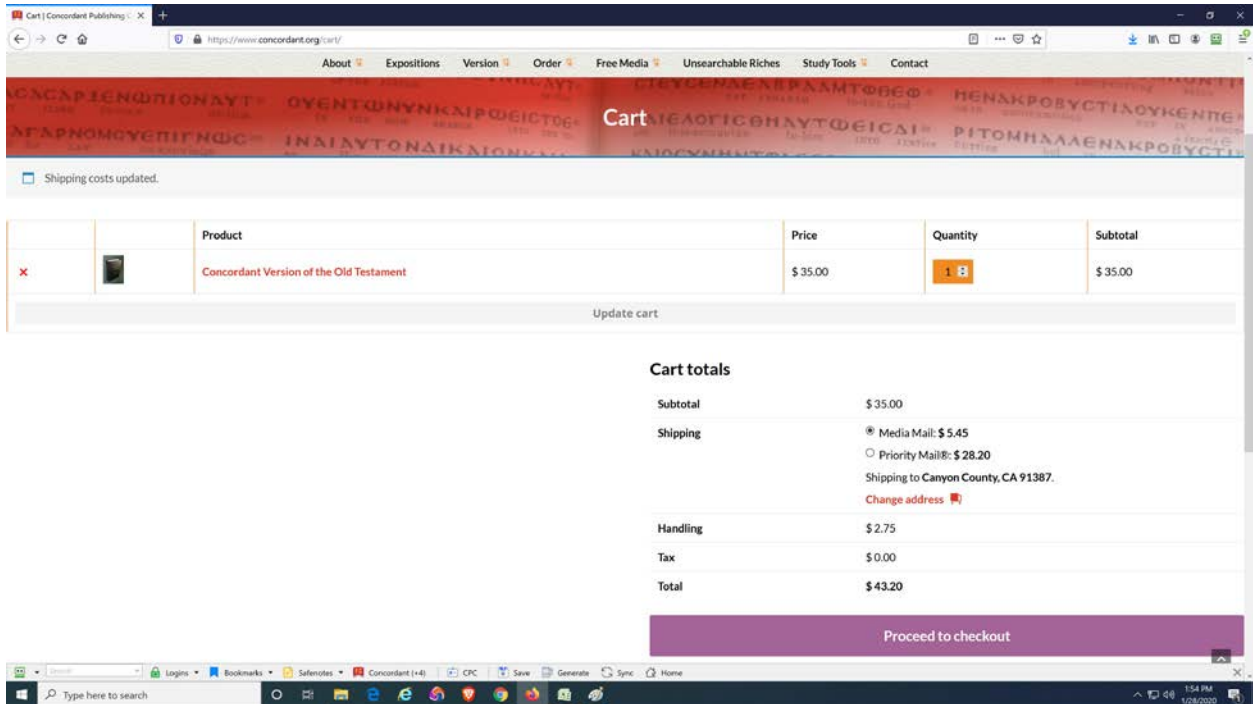 Cart | Concordant Publishing C
https://www.concordant.org/cart/
About Expositions Version Order Free Media Unsearchable Riches Study Tools Contact
Cart
Shipping costs updated.
Product Price Quantity Subtotal
Concordant Version of the Old Testament $ 35.00 1 $ 35.00
Update cart
Cart totals
Subtotal $ 35.00
Shipping Media Mail: $ 5.45
Priority Mail®: $ 28.20
Shipping to Canyon County, CA 91387.
Change address
Handling $ 2.75
Tax $ 0.00
Total $ 43.20
Proceed to checkout
Search Logins Bookmarks Safenotes Concordant (+4) CPC Save Generate Sync Home
Type here to search 1:54 PM
1/28/2020